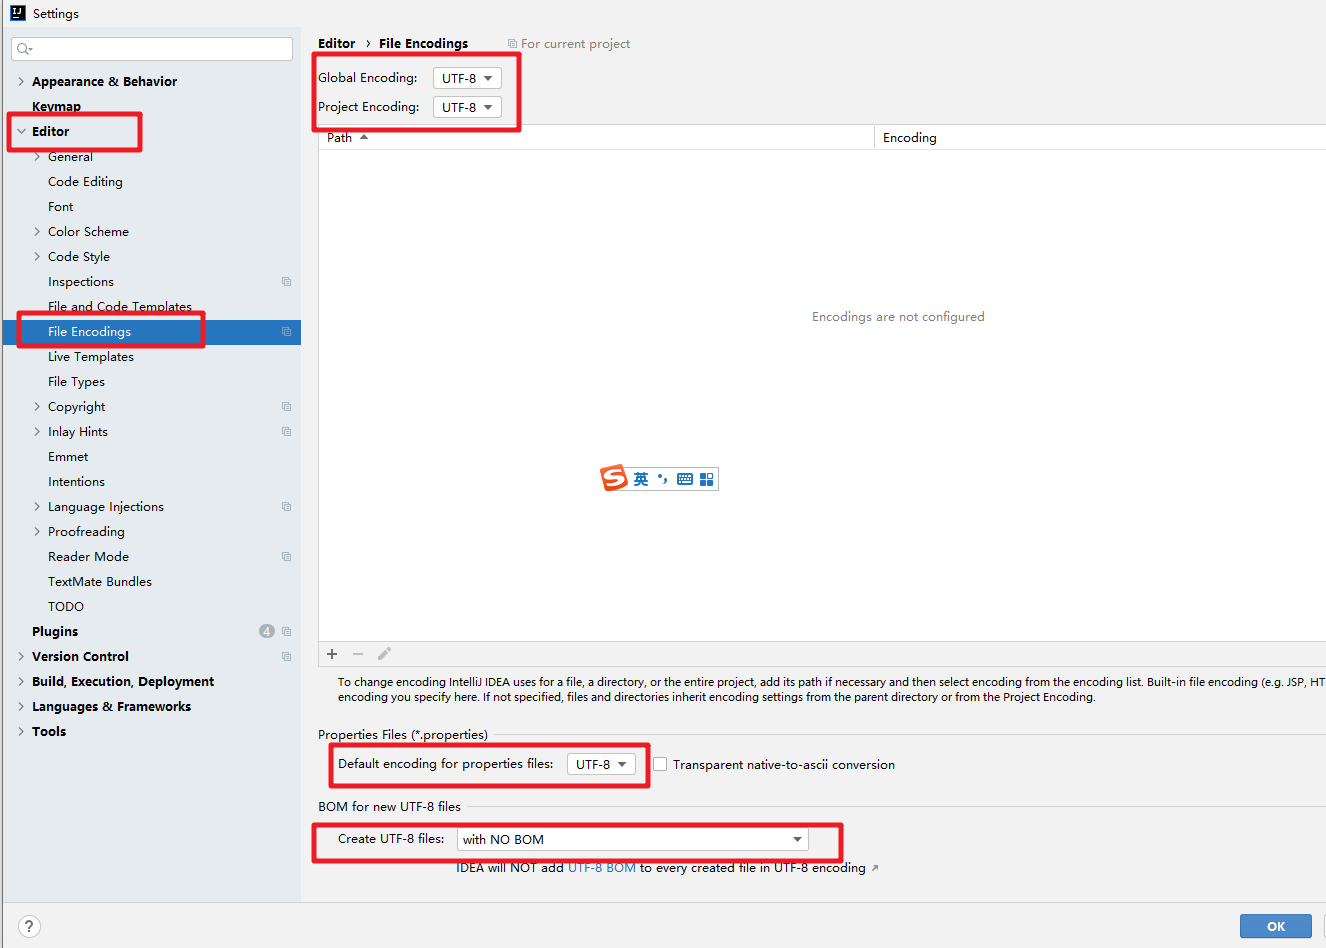 Settings
Appearance & Behavior
Keymap
Editor
General
Code Editing
Font
Color Scheme
Code Style
Inspections
File and Code Templates
File Encodings
Live Templates
File Types
Copyright
Inlay Hints
Emmet
Intentions
Language Injections
Proofreading
Reader Mode
TextMate Bundles
TODO
Plugins 4
Version Control
Build, Execution, Deployment
Languages & Frameworks
Tools
Editor › File Encodings For current project
Global Encoding: UTF-8
Project Encoding: UTF-8
Path Encoding
Encodings are not configured
英
To change encoding IntelliJ IDEA uses for a file, a directory, or the entire project, add its path if necessary and then select encoding from the encoding list. Built-in file encoding (e.g. JSP, HT
encoding you specify here. If not specified, files and directories inherit encoding settings from the parent directory or from the Project Encoding.
Properties Files (*.properties)
Default encoding for properties files: UTF-8 Transparent native-to-ascii conversion
BOM for new UTF-8 files
Create UTF-8 files: with NO BOM
IDEA will NOT add UTF-8 BOM to every created file in UTF-8 encoding
? OK